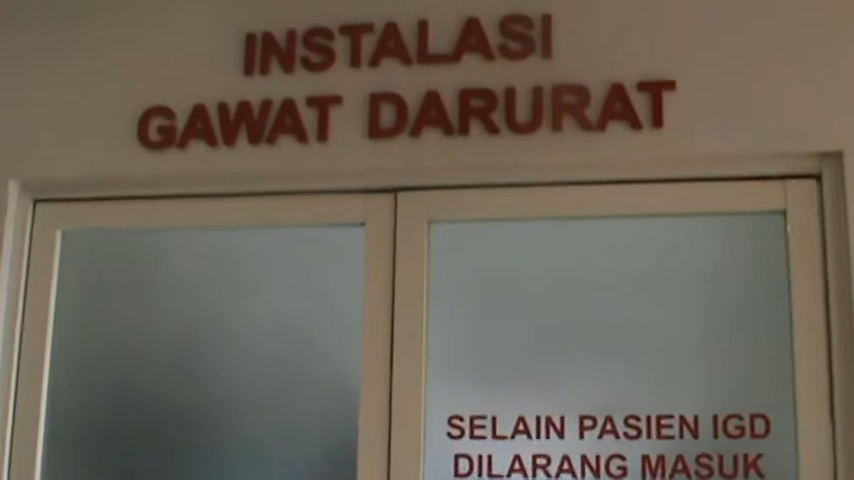 INSTALASI
GAWAT DARURAT
SELAIN PASIEN IGD
DILARANG MASUK